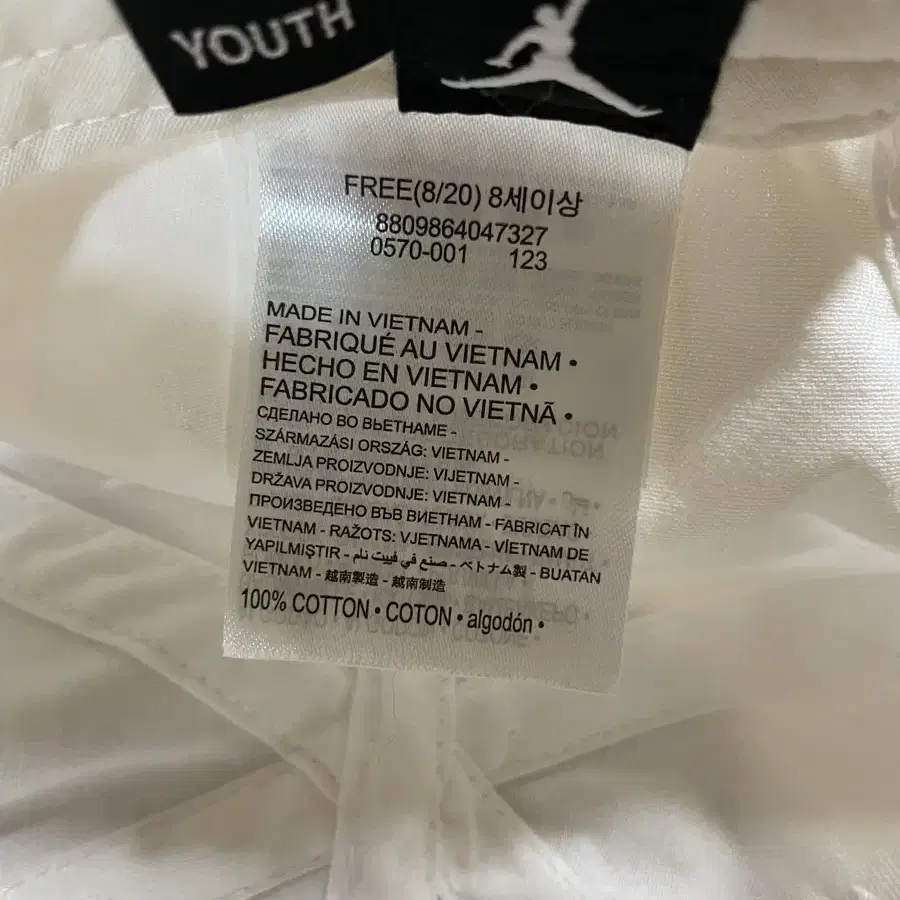 YOUTH
FREE(8/20) 8세이상
8809864047327
0570-001 123
MADE IN VIETNAM -
FABRIQUÉ AU VIETNAM •
HECHO EN VIETNAM •
FABRICADO NO VIETNÃ •
СДЕЛАНО ВО ВЬЕТНАМЕ -
SZÁRMAZÁSI ORSZÁG: VIETNAM -
ZEMLJA PROIZVODNJE: VIJETNAM -
DRŽAVA PROIZVODNJE: VIETNAM -
ПРОИЗВЕДЕНО ВЪВ ВИЕТНАМ - FABRICAT ÎN
VIETNAM - RAŽOTS: VJETNAMA - VÍETNAM DE
YAPILMIŞTIR - صنع في فييت نام - ベトナム製 - BUATAN
VIETNAM - 越南製造 - 越南制造
100% COTTON • COTON • algodón •